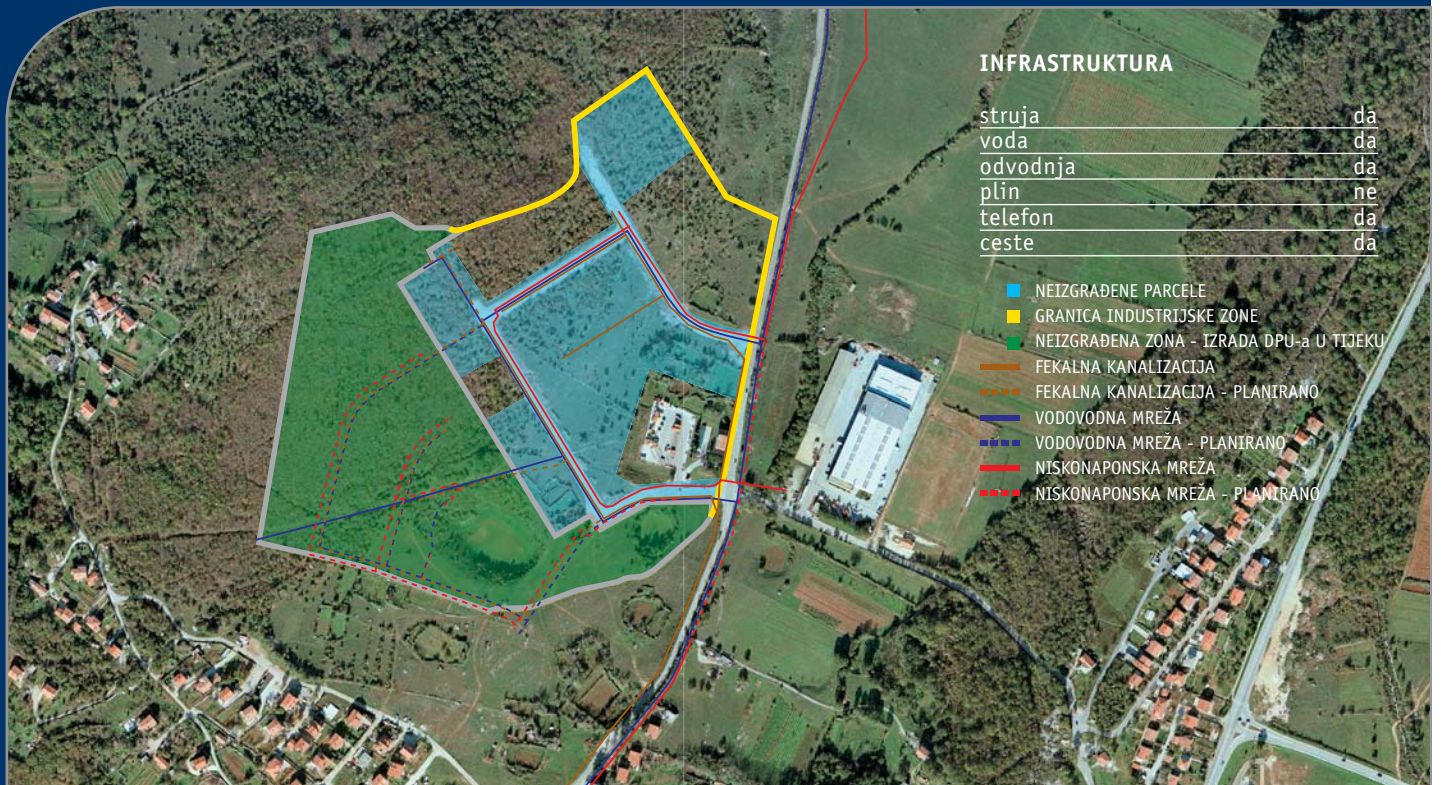 INFRASTRUKTURA
struja da
voda da
odvodnja da
plin ne
telefon da
ceste da
NEIZGRAĐENE PARCELE
GRANICA INDUSTRIJSKE ZONE
NEIZGRAĐENA ZONA - IZRADA DPU-a U TIJEKU
FEKALNA KANALIZACIJA
FEKALNA KANALIZACIJA - PLANIRANO
VODOVODNA MREŽA
VODOVODNA MREŽA - PLANIRANO
NISKONAPONSKA MREŽA
NISKONAPONSKA MREŽA - PLANIRANO